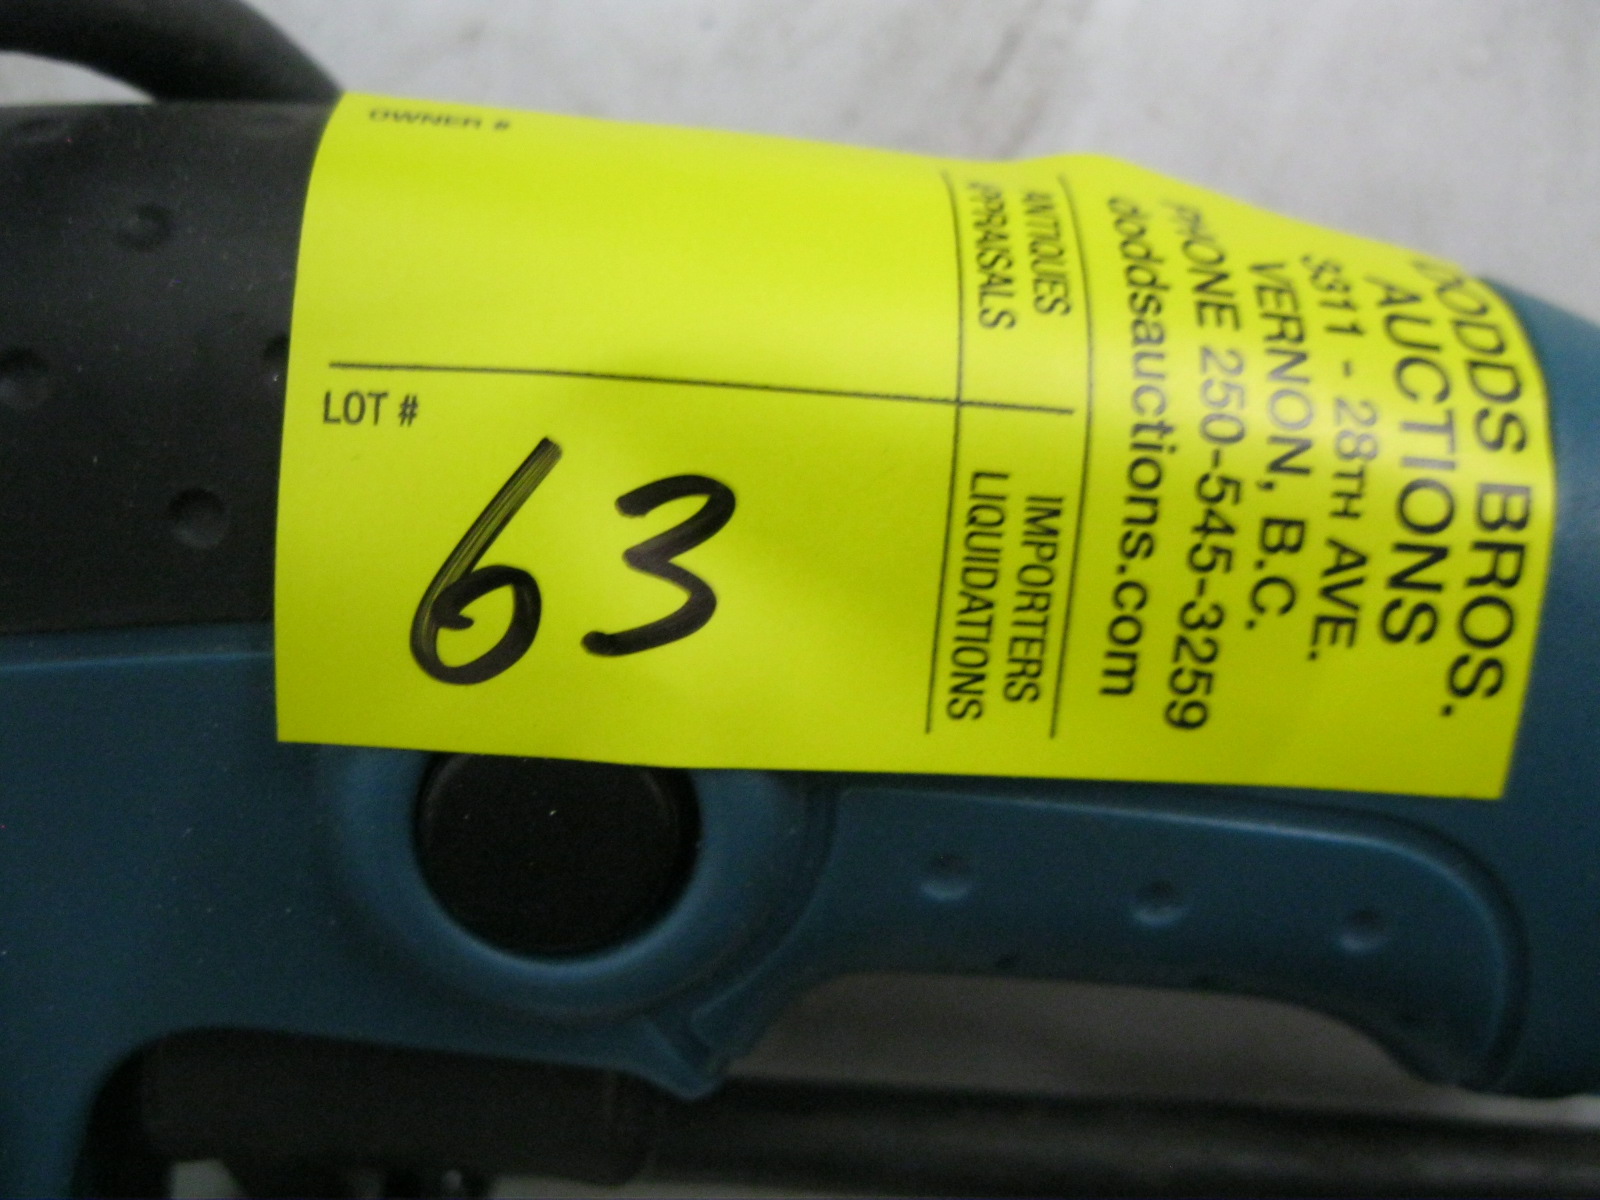 OWNER #
LOT #
63
ANTIQUES
APPRAISALS
IMPORTERS
LIQUIDATIONS
DODDS BROS.
AUCTIONS
3311 - 28TH AVE.
VERNON, B.C.
PHONE 250-545-3259
doddsauctions.com